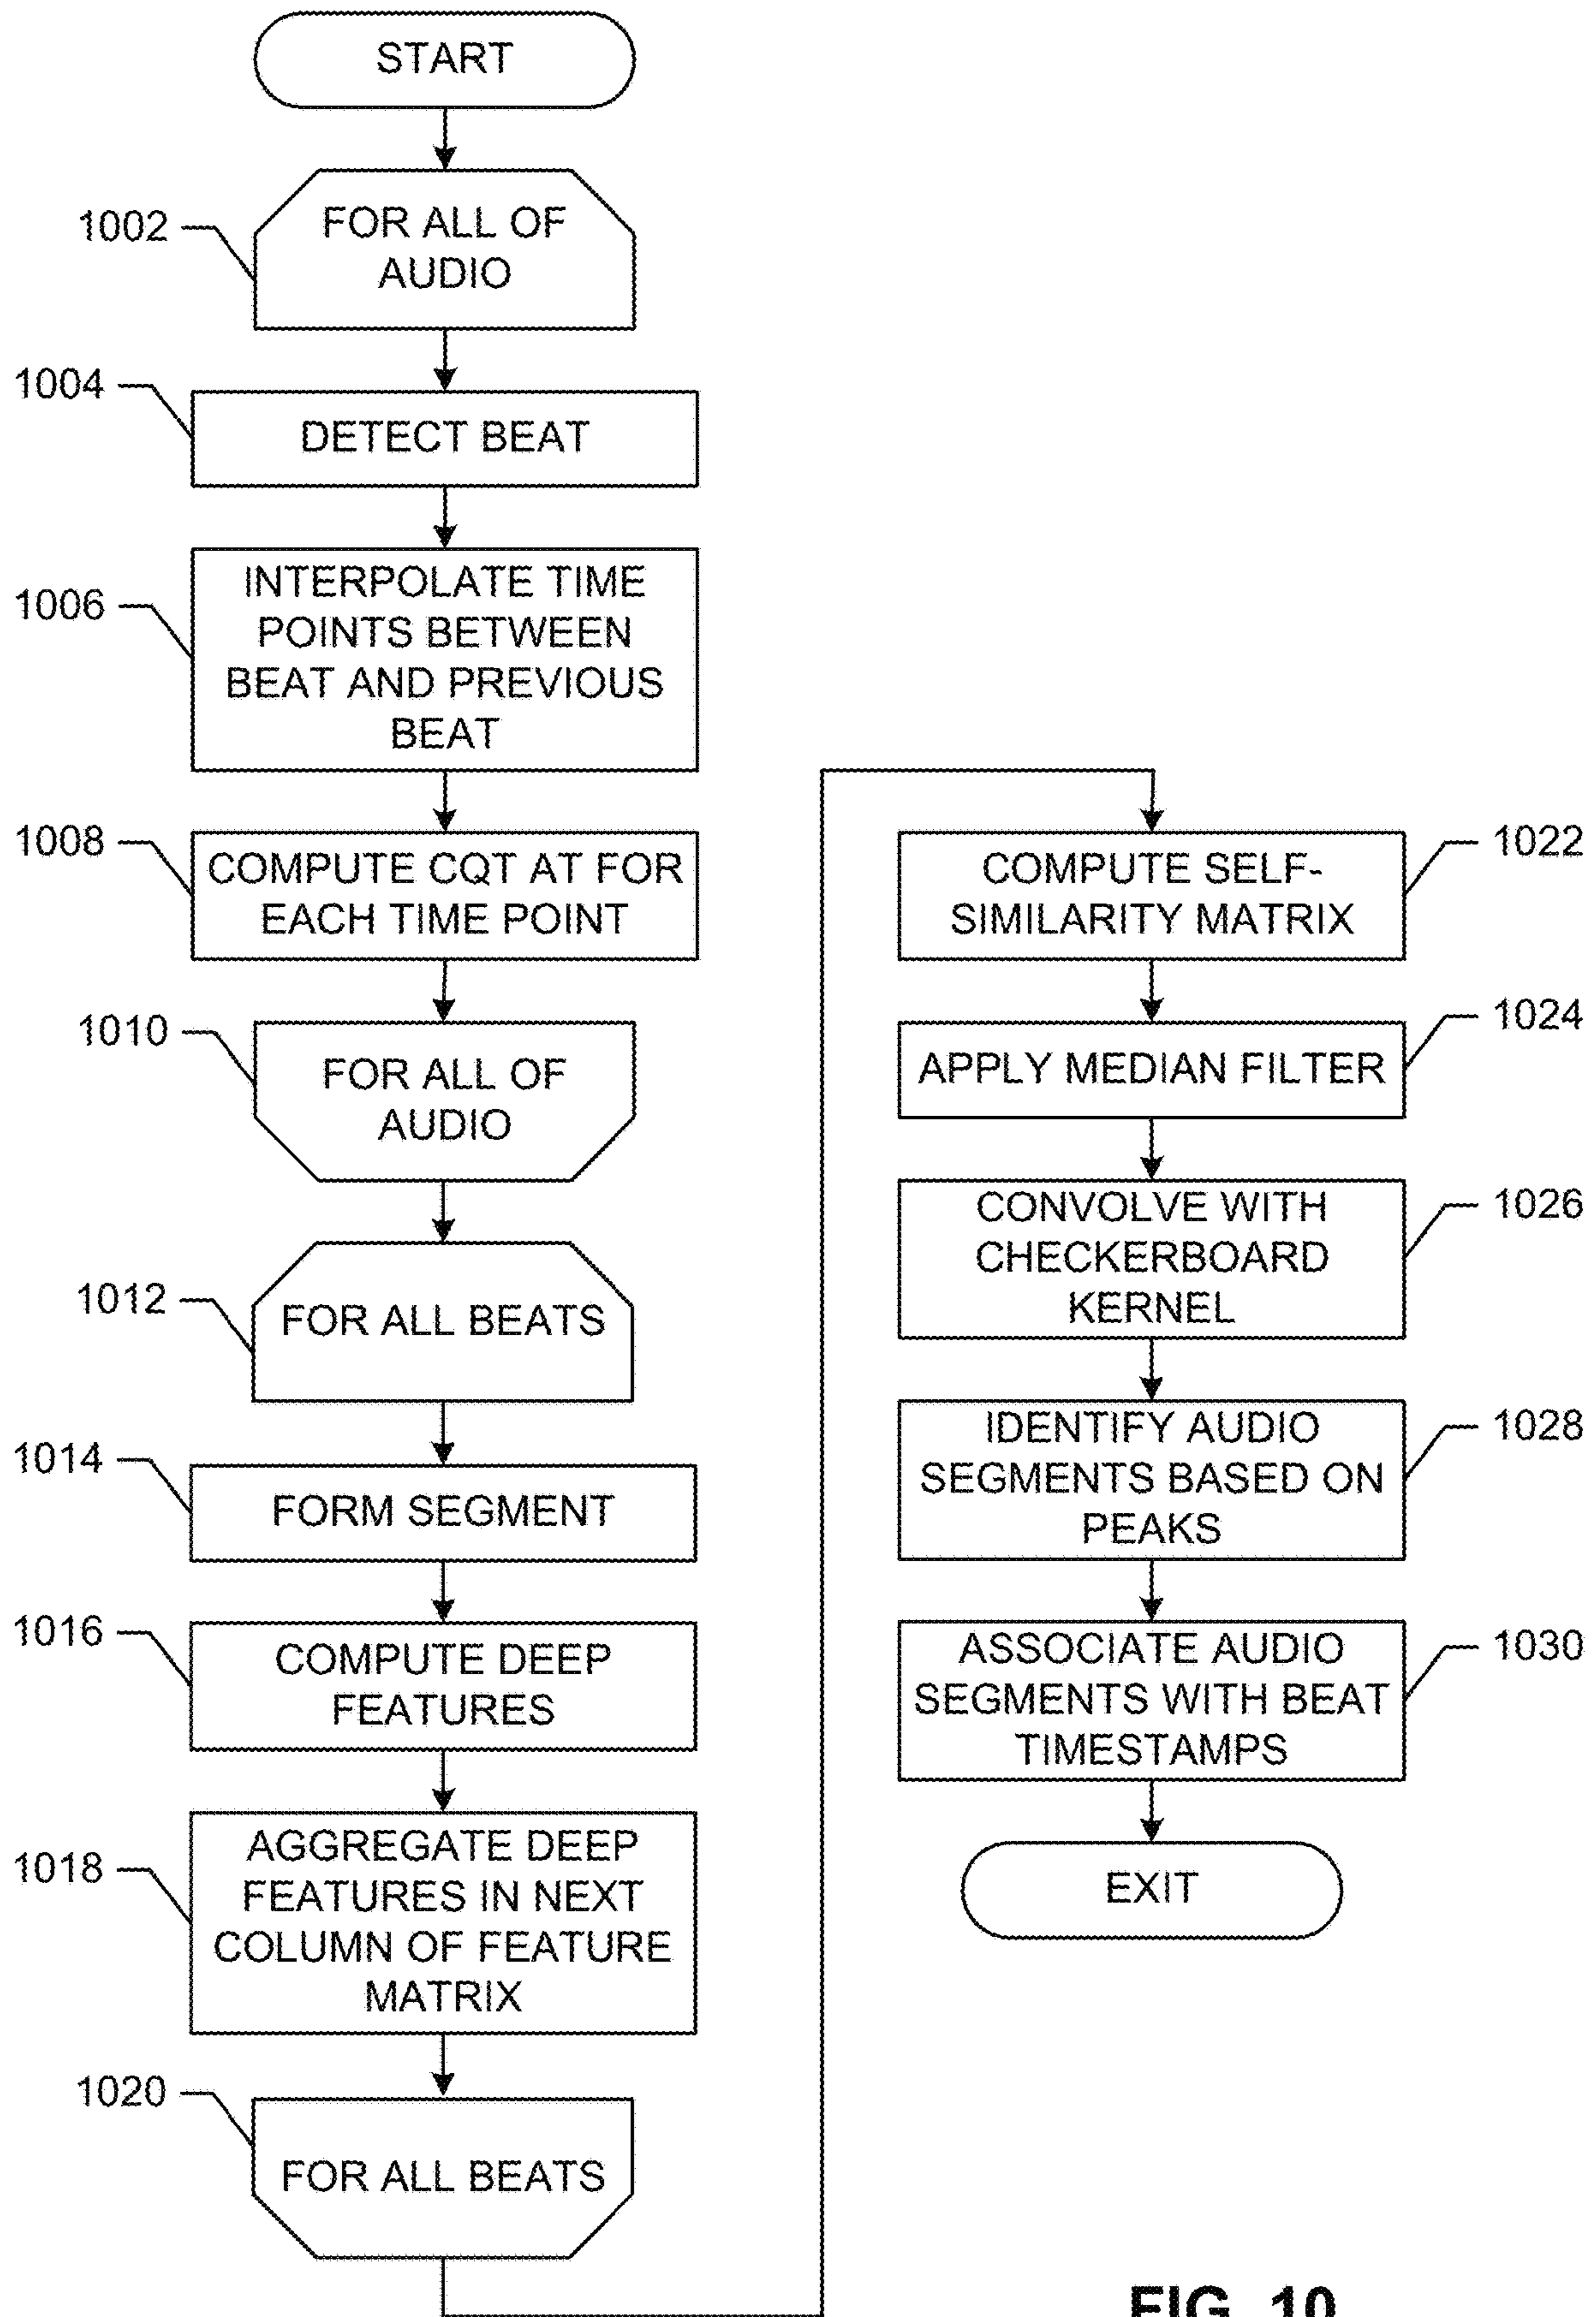 START
1002
FOR ALL OF
AUDIO
1004
DETECT BEAT
1006
INTERPOLATE TIME
POINTS BETWEEN
BEAT AND PREVIOUS
BEAT
1008
COMPUTE CQT AT FOR
EACH TIME POINT
1010
FOR ALL OF
AUDIO
1012
FOR ALL BEATS
1014
FORM SEGMENT
1016
COMPUTE DEEP
FEATURES
1018
AGGREGATE DEEP
FEATURES IN NEXT
COLUMN OF FEATURE
MATRIX
1020
FOR ALL BEATS
1022
COMPUTE SELF-
SIMILARITY MATRIX
1024
APPLY MEDIAN FILTER
1026
CONVOLVE WITH
CHECKERBOARD
KERNEL
1028
IDENTIFY AUDIO
SEGMENTS BASED ON
PEAKS
1030
ASSOCIATE AUDIO
SEGMENTS WITH BEAT
TIMESTAMPS
EXIT
FIG. 10